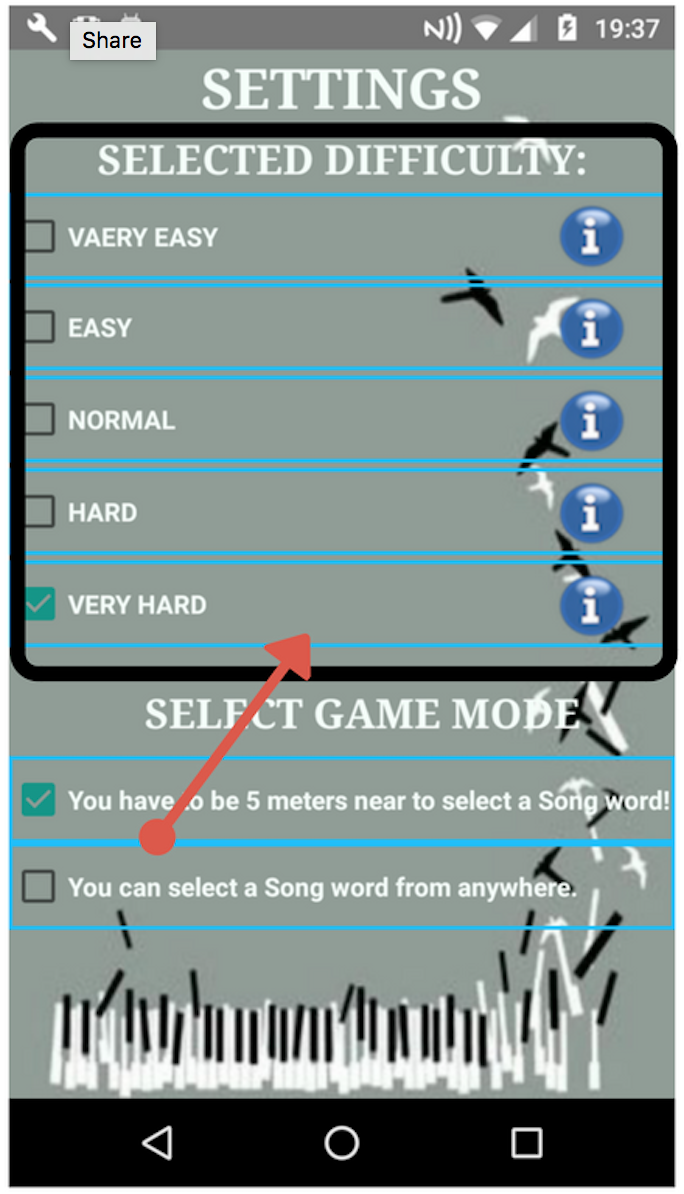 Share
19:37
SETTINGS
SELECTED DIFFICULTY:
VAERY EASY
EASY
NORMAL
HARD
VERY HARD
SELECT GAME MODE
You have to be 5 meters near to select a Song word!
You can select a Song word from anywhere.